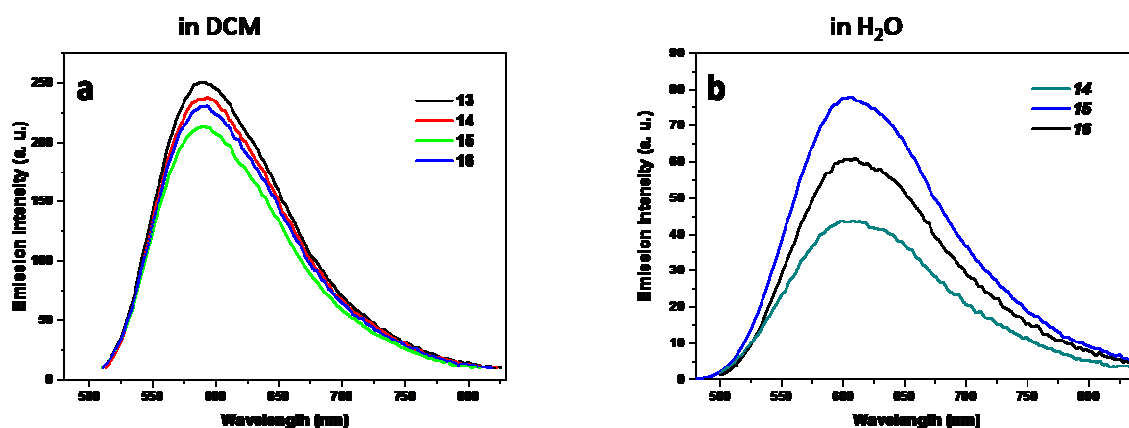 in DCM
a
Emission Intensity (a. u.)
250
200
150
100
50
0
500 550 600 650 700 750 800
Wavelength (nm)
13
14
15
16
in H₂O
b
Emission Intensity (a. u.)
90
80
70
60
50
40
30
20
10
0
500 550 600 650 700 750 800
Wavelength (nm)
14
15
16